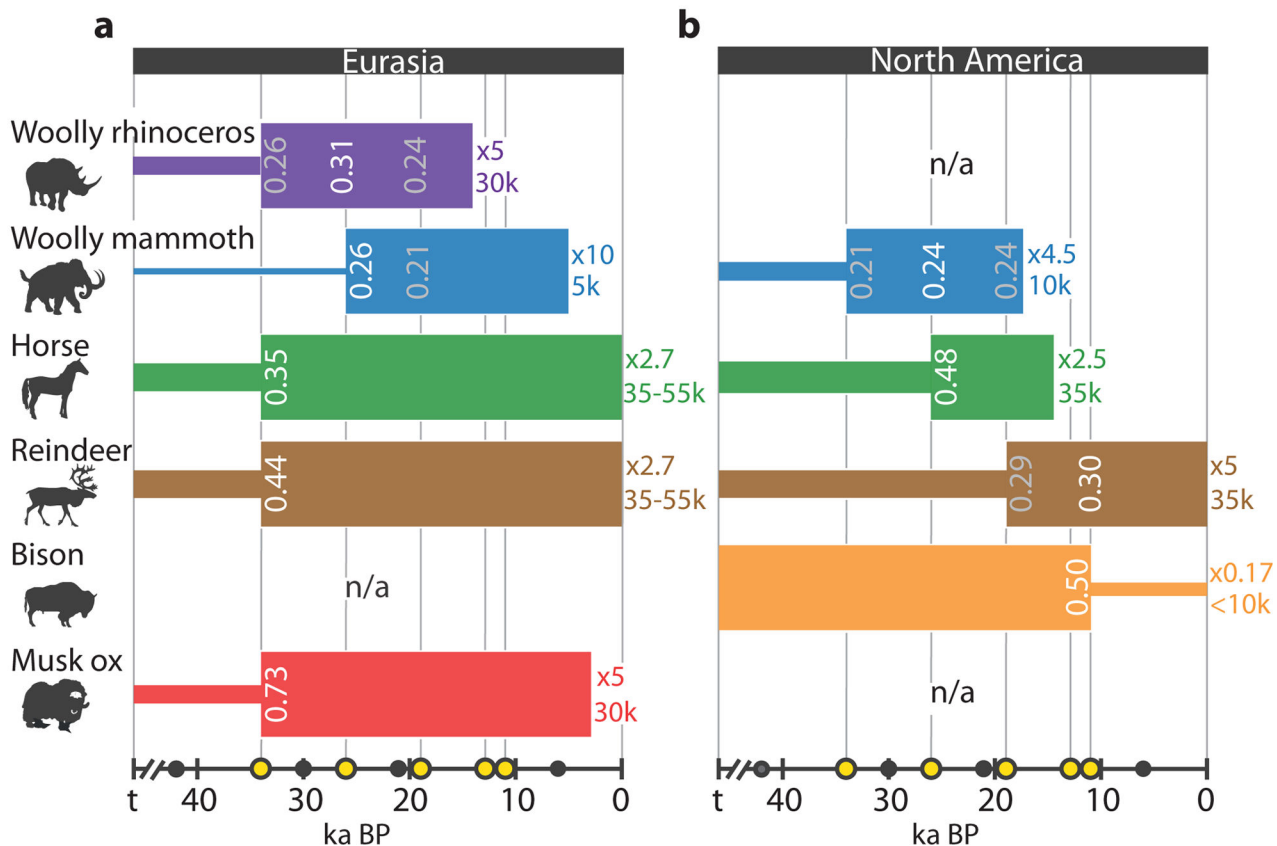 a
Eurasia
Woolly rhinoceros
0.26
0.31
0.24
x5
30k
Woolly mammoth
0.26
0.21
x10
5k
Horse
0.35
x2.7
35-55k
Reindeer
0.44
x2.7
35-55k
Bison
n/a
Musk ox
0.73
x5
30k
t 40 30 20 10 0
ka BP
b
North America
n/a
0.21
0.24
0.24
x4.5
10k
0.48
x2.5
35k
0.29
0.30
x5
35k
0.50
x0.17
<10k
n/a
t 40 30 20 10 0
ka BP